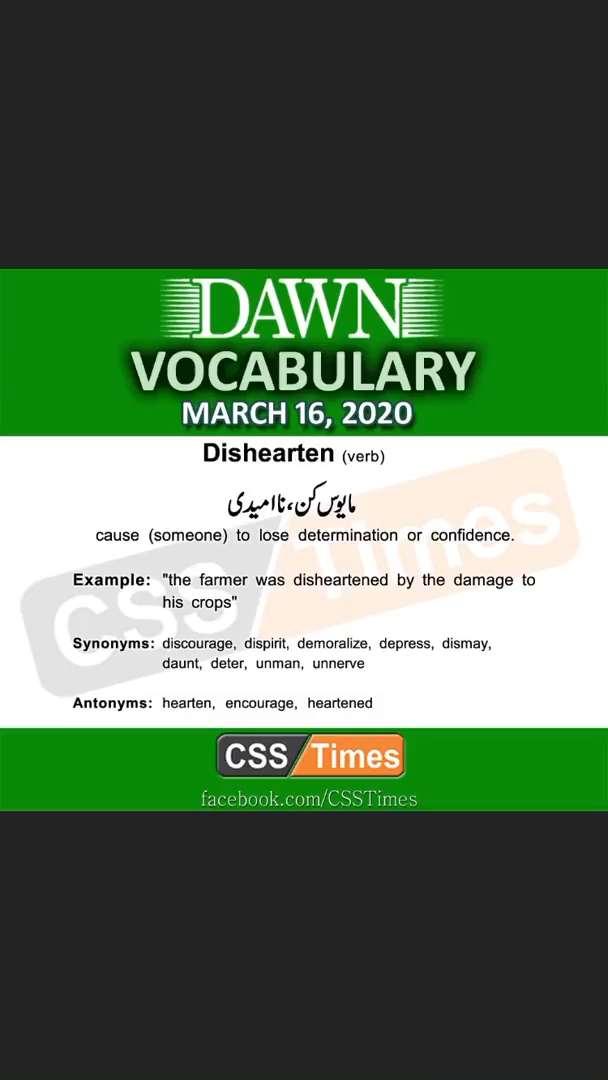 DAWN
VOCABULARY
MARCH 16, 2020
Dishearten (verb)
مایوس کن، ناامیدی
cause (someone) to lose determination or confidence.
Example: "the farmer was disheartened by the damage to
his crops"
Synonyms: discourage, dispirit, demoralize, depress, dismay,
daunt, deter, unman, unnerve
Antonyms: hearten, encourage, heartened
CSS Times
CSS Times
facebook.com/CSSTimes